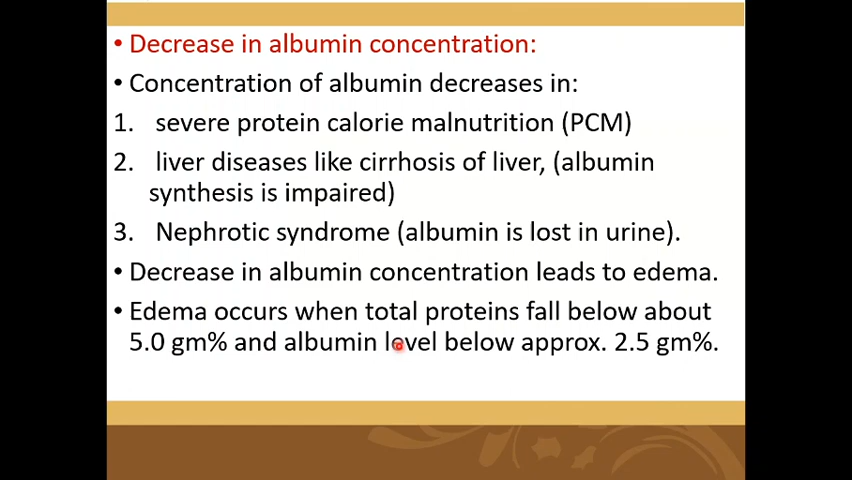 • Decrease in albumin concentration:
• Concentration of albumin decreases in:
1. severe protein calorie malnutrition (PCM)
2. liver diseases like cirrhosis of liver, (albumin
synthesis is impaired)
3. Nephrotic syndrome (albumin is lost in urine).
• Decrease in albumin concentration leads to edema.
• Edema occurs when total proteins fall below about
5.0 gm% and albumin level below approx. 2.5 gm%.